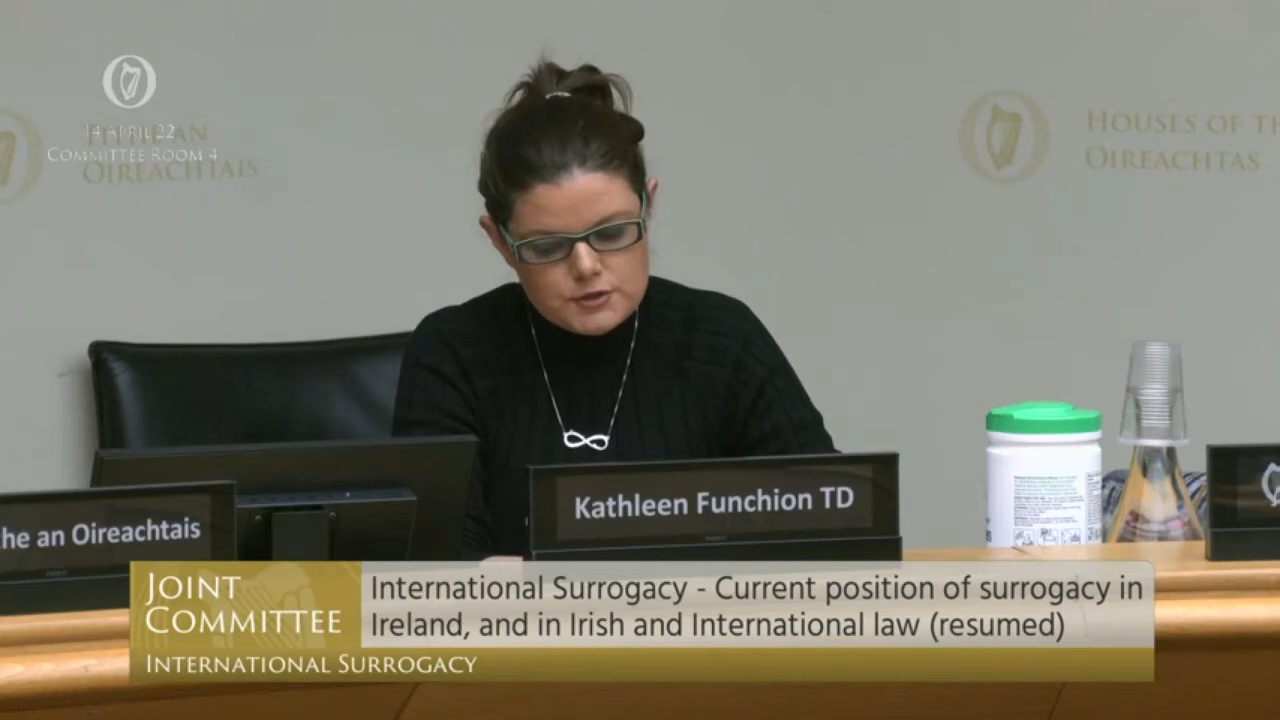 14 APRIL 22
COMMITTEE ROOM 4
OIREACHTAIS
HOUSES OF TH
OIREACHTAS
Kathleen Funchion TD
he an Oireachtais
JOINT
COMMITTEE
International Surrogacy - Current position of surrogacy in
Ireland, and in Irish and International law (resumed)
INTERNATIONAL SURROGACY